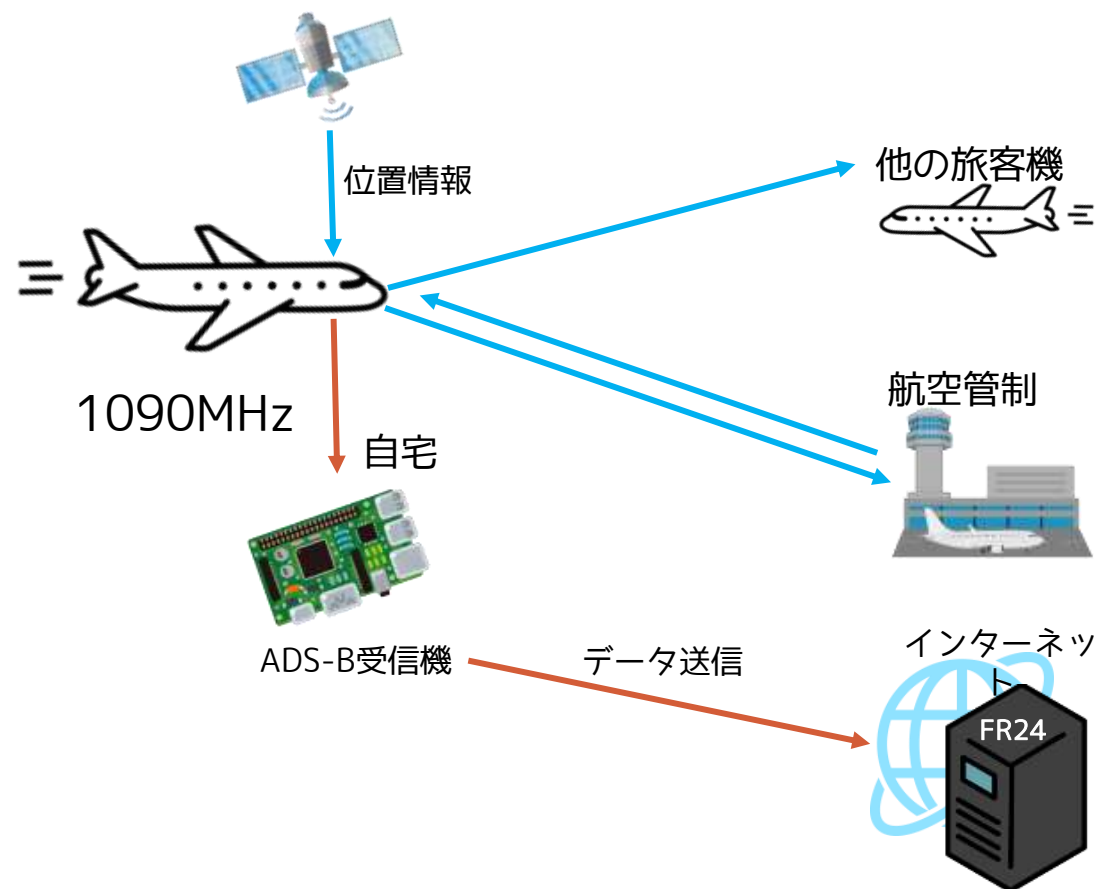 位置情報
他の旅客機
航空管制
1090MHz
自宅
ADS-B受信機
データ送信
インターネッ
ト
FR24